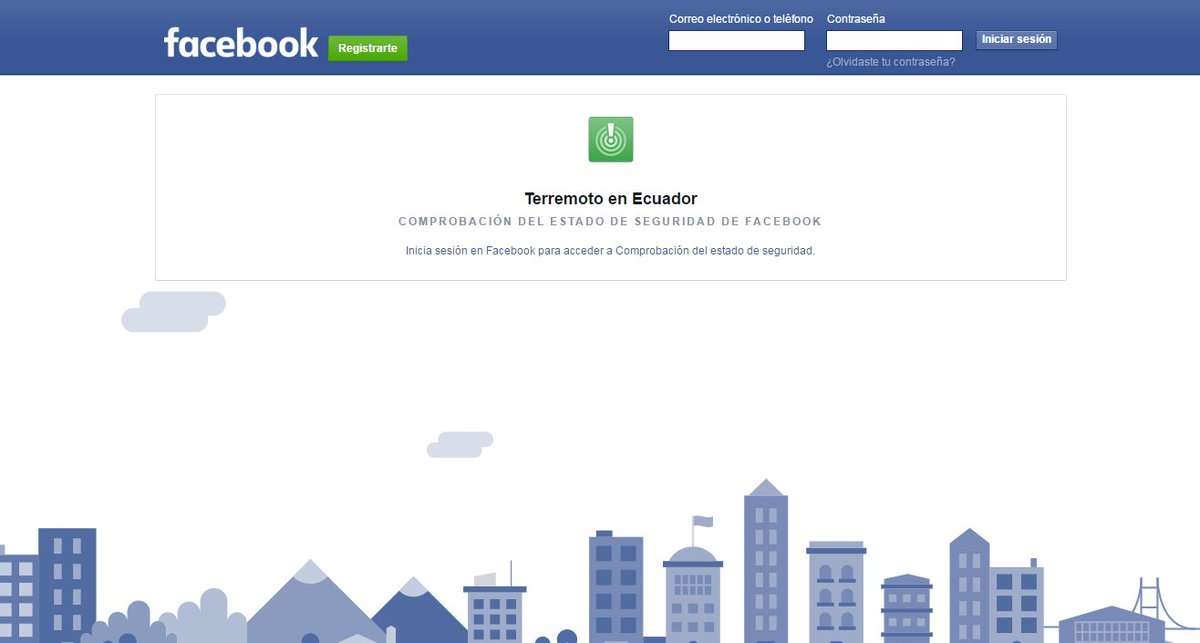 facebook
Registrarte
Correo electrónico o teléfono
Contraseña
Iniciar sesión
¿Olvidaste tu contraseña?
Terremoto en Ecuador
COMPROBACIÓN DEL ESTADO DE SEGURIDAD DE FACEBOOK
Inicia sesión en Facebook para acceder a Comprobación del estado de seguridad.